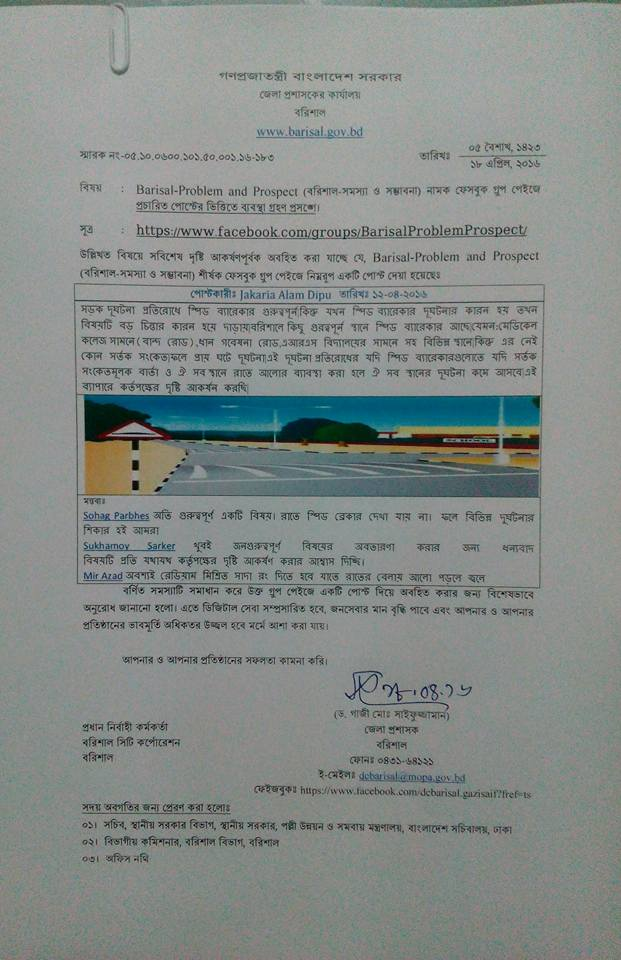 গণপ্রজাতন্ত্রী বাংলাদেশ সরকার
জেলা প্রশাসকের কার্যালয়
বরিশাল
www.barisal.gov.bd
স্মারক নং-০৫.১০.০৬০০.১০১.৫০.০০১.১৬-১৮৩
তারিখঃ ০৫ বৈশাখ, ১৪২৩
১৮ এপ্রিল, ২০১৬
বিষয় : Barisal-Problem and Prospect (বরিশাল-সমস্যা ও সম্ভাবনা) নামক ফেসবুক গ্রুপ পেইজে
প্রচারিত পোস্টের ভিত্তিতে ব্যবস্থা গ্রহণ প্রসঙ্গে।
সূত্র : https://www.facebook.com/groups/BarisalProblemProspect/
উল্লিখিত বিষয়ে সবিশেষ দৃষ্টি আকর্ষণপূর্বক অবহিত করা যাচ্ছে যে, Barisal-Problem and Prospect
(বরিশাল-সমস্যা ও সম্ভাবনা) শীর্ষক ফেসবুক গ্রুপ পেইজে নিম্নরূপ একটি পোস্ট দেয়া হয়েছেঃ
পোস্টকারীঃ Jakaria Alam Dipu তারিখঃ ১২-০৪-২০১৬
সড়ক দূর্ঘটনা প্রতিরোধে স্পিড ব্যারেকার গুরুত্বপূর্ন।কিন্তু যখন স্পিড ব্যারেকার দূর্ঘটনার কারন হয় তখন
বিষয়টি বড় চিন্তার কারন হয়ে দাড়ায়।বরিশালে কিছু গুরত্বপূর্ন স্থানে স্পিড ব্যারেকার আছে।যেমন:মেডিকেল
কলেজ সামনে(বান্দ রোড),ধান গবেষনা রোড,এআরএস বিদ্যালয়ের সামনে সহ বিভিন্ন স্থানে।কিন্তু এর নেই
কোন সর্তক সংকেত।ফলে প্রায় ঘটে দূর্ঘটনা।এই দূর্ঘটনা প্রতিরোধের যদি স্পিড ব্যারেকারগুলোতে যদি সর্তক
সংকেতমূলক বার্তা ও ঐ সব স্থানে রাতে আলোর ব্যাবস্থা করা হলে ঐ সব স্থানের দূর্ঘটনা কমে আসবে।এই
ব্যাপারে কর্তপক্ষের দৃষ্টি আকর্ষন করছি।
SCHOOL
মন্তব্যঃ
Sohag Parbhes অতি গুরুত্বপূর্ণ একটি বিষয়। রাতে স্পিড ব্রেকার দেখা যায় না। ফলে বিভিন্ন দূর্ঘটনার
শিকার হই আমরা
Sukhamoy Sarker খুবই জনগুরুত্বপূর্ণ বিষয়ের অবতারণা করার জন্য ধন্যবাদ
বিষয়টি প্রতি যথাযথ কর্তৃপক্ষের দৃষ্টি আকর্ষণ করার আশ্বাস দিচ্ছি।
Mir Azad অবশ্যই রেডিয়াম মিশ্রিত সাদা রং দিতে হবে যাতে রাতের বেলায় আলো পড়লে জ্বলে
বর্ণিত সমস্যাটি সমাধান করে উক্ত গ্রুপ পেইজে একটি পোস্ট দিয়ে অবহিত করার জন্য বিশেষভাবে
অনুরোধ জানানো হলো। এতে ডিজিটাল সেবা সম্প্রসারিত হবে, জনসেবার মান বৃদ্ধি পাবে এবং আপনার ও আপনার
প্রতিষ্ঠানের ভাবমূর্তি অধিকতর উজ্জল হবে মর্মে আশা করা যায়।
আপনার ও আপনার প্রতিষ্ঠানের সফলতা কামনা করি।
(ড. গাজী মোঃ সাইফুজ্জামান)
জেলা প্রশাসক
বরিশাল
ফোনঃ ০৪৩১-৬৪১২১
ই-মেইলঃ dcbarisal@mopa.gov.bd
ফেইজবুকঃ https://www.facebook.com/dcbarisal.gazisaif?fref=ts
প্রধান নির্বাহী কর্মকর্তা
বরিশাল সিটি কর্পোরেশন
বরিশাল
সদয় অবগতির জন্য প্রেরণ করা হলোঃ
০১। সচিব, স্থানীয় সরকার বিভাগ, স্থানীয় সরকার, পল্লী উন্নয়ন ও সমবায় মন্ত্রণালয়, বাংলাদেশ সচিবালয়, ঢাকা
০২। বিভাগীয় কমিশনার, বরিশাল বিভাগ, বরিশাল
০৩। অফিস নথি